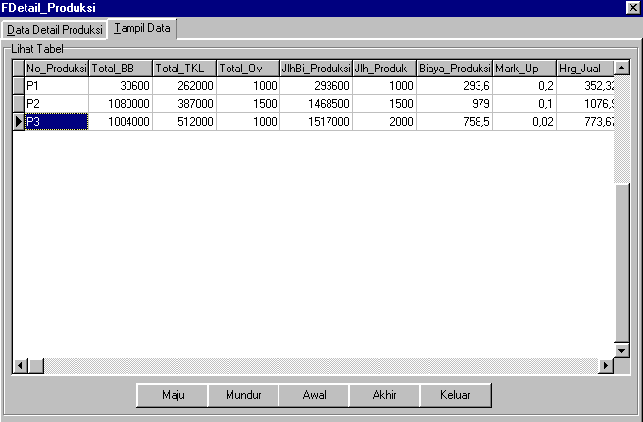 FDetail_Produksi
Data Detail Produksi Tampil Data
Lihat Tabel
No_Produksi Total_BB Total_TKL Total_Ov JlhBi_Produksi Jlh_Produk Biaya_Produksi Mark_Up Hrg_Jual
P1 30600 262000 1000 293600 1000 293,6 0,2 352,32
P2 1080000 387000 1500 1468500 1500 979 0,1 1076,9
P3 1004000 512000 1000 1517000 2000 758,5 0,02 773,67
Maju Mundur Awal Akhir Keluar